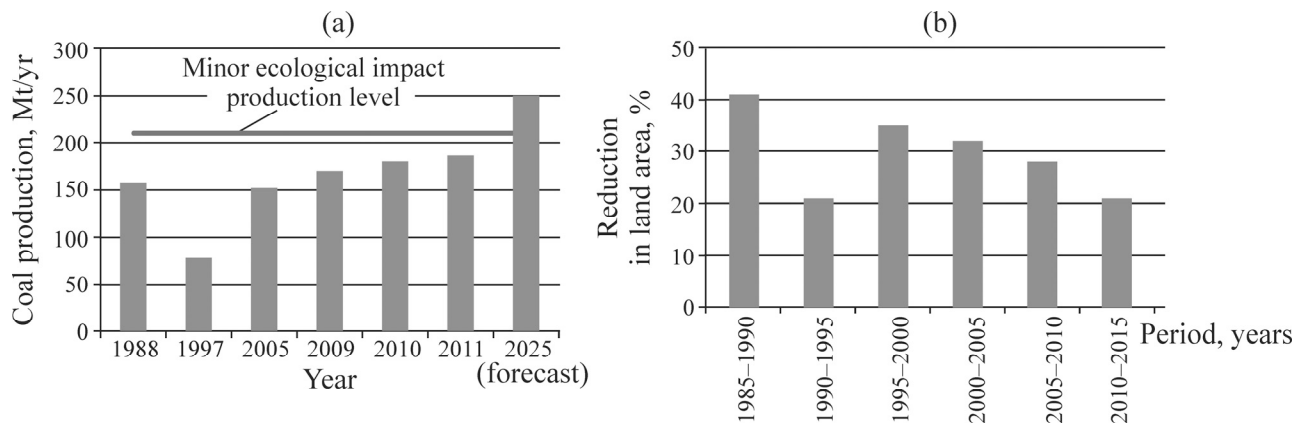 (a)
Coal production, Mt/yr
300
250
200
150
100
50
0
Minor ecological impact
production level
1988 1997 2005 2009 2010 2011 2025
(forecast)
Year
(b)
Reduction
in land area, %
50
40
30
20
10
0
1985–1990
1990–1995
1995–2000
2000–2005
2005–2010
2010–2015
Period, years